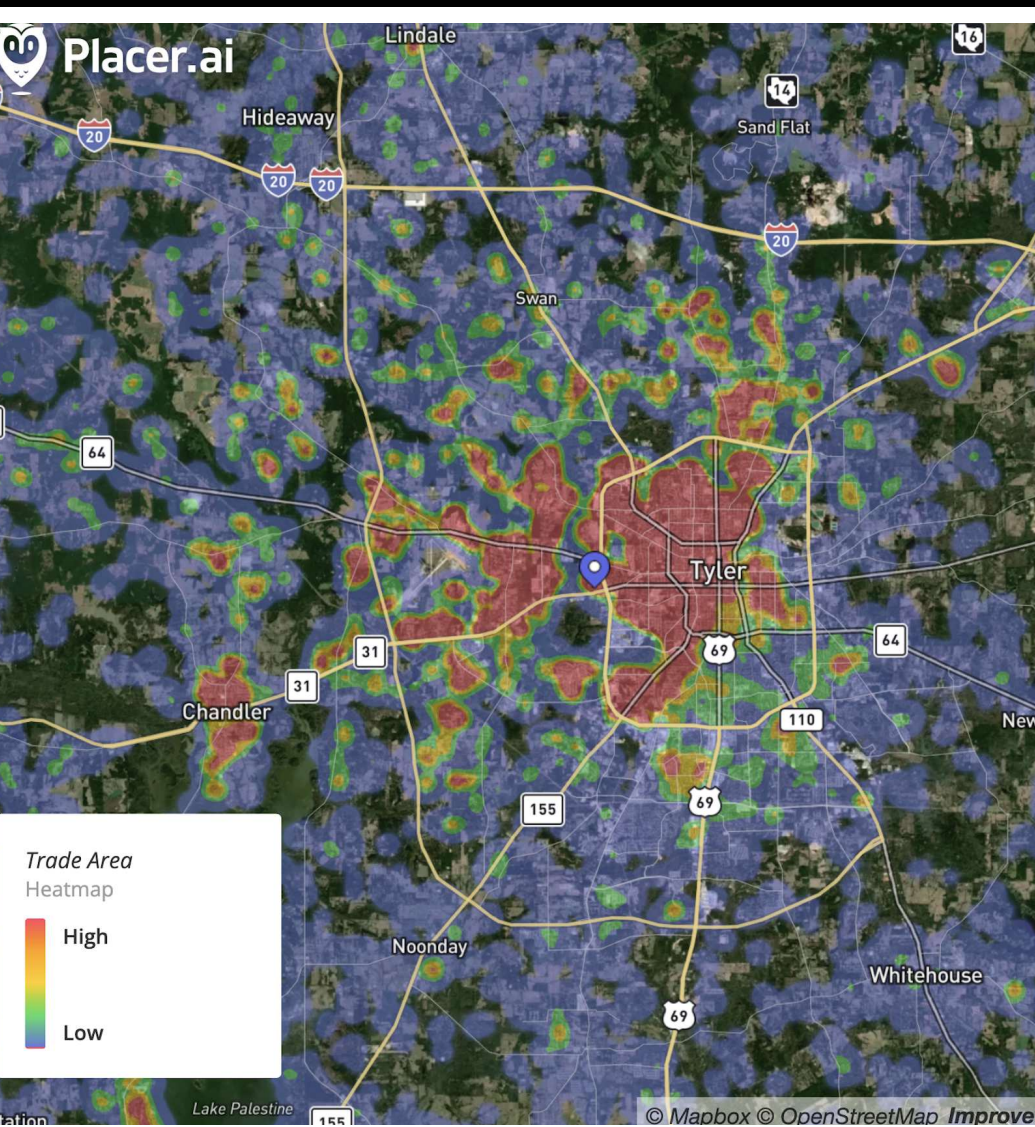 Placer.ai
Lindale
16
14
Hideaway
Sand Flat
20
20
20
20
Swan
64
Tyler
31
69
64
31
Chandler
110
155
69
Trade Area
Heatmap
High
Low
Noonday
Whitehouse
69
Lake Palestine
155
© Mapbox © OpenStreetMap Improve